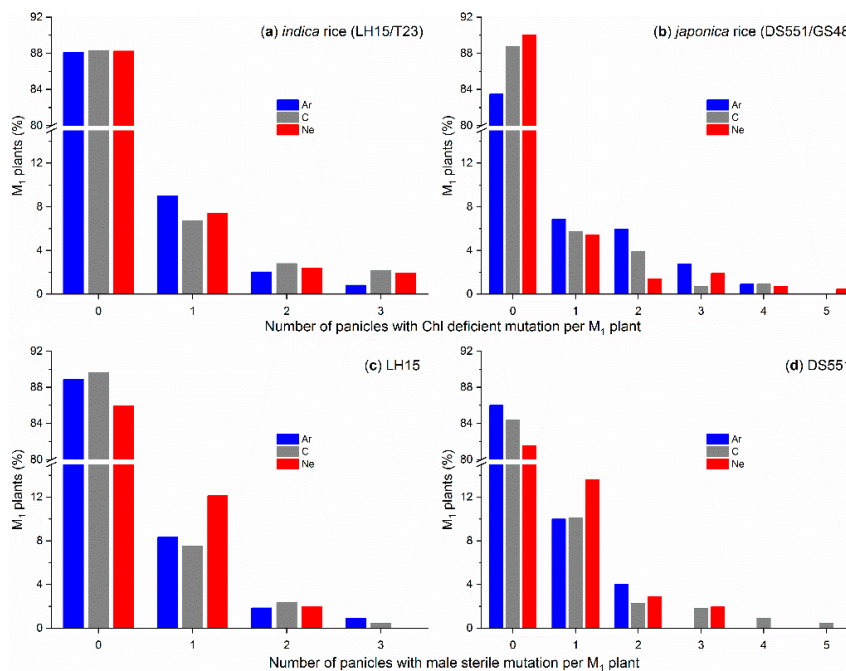 (a) indica rice (LH15/T23)
M1 plants (%)
92
88
84
80
12
8
4
0
Ar
C
Ne
0 1 2 3
(b) japonica rice (DS551/GS48
M1 plants (%)
92
88
84
80
12
8
4
0
Ar
C
Ne
0 1 2 3 4 5
Number of panicles with Chl deficient mutation per M1 plant
(c) LH15
M1 plants (%)
92
88
84
80
12
8
4
0
Ar
C
Ne
0 1 2 3
(d) DS551
M1 plants (%)
92
88
84
80
12
8
4
0
Ar
C
Ne
0 1 2 3 4 5
Number of panicles with male sterile mutation per M1 plant